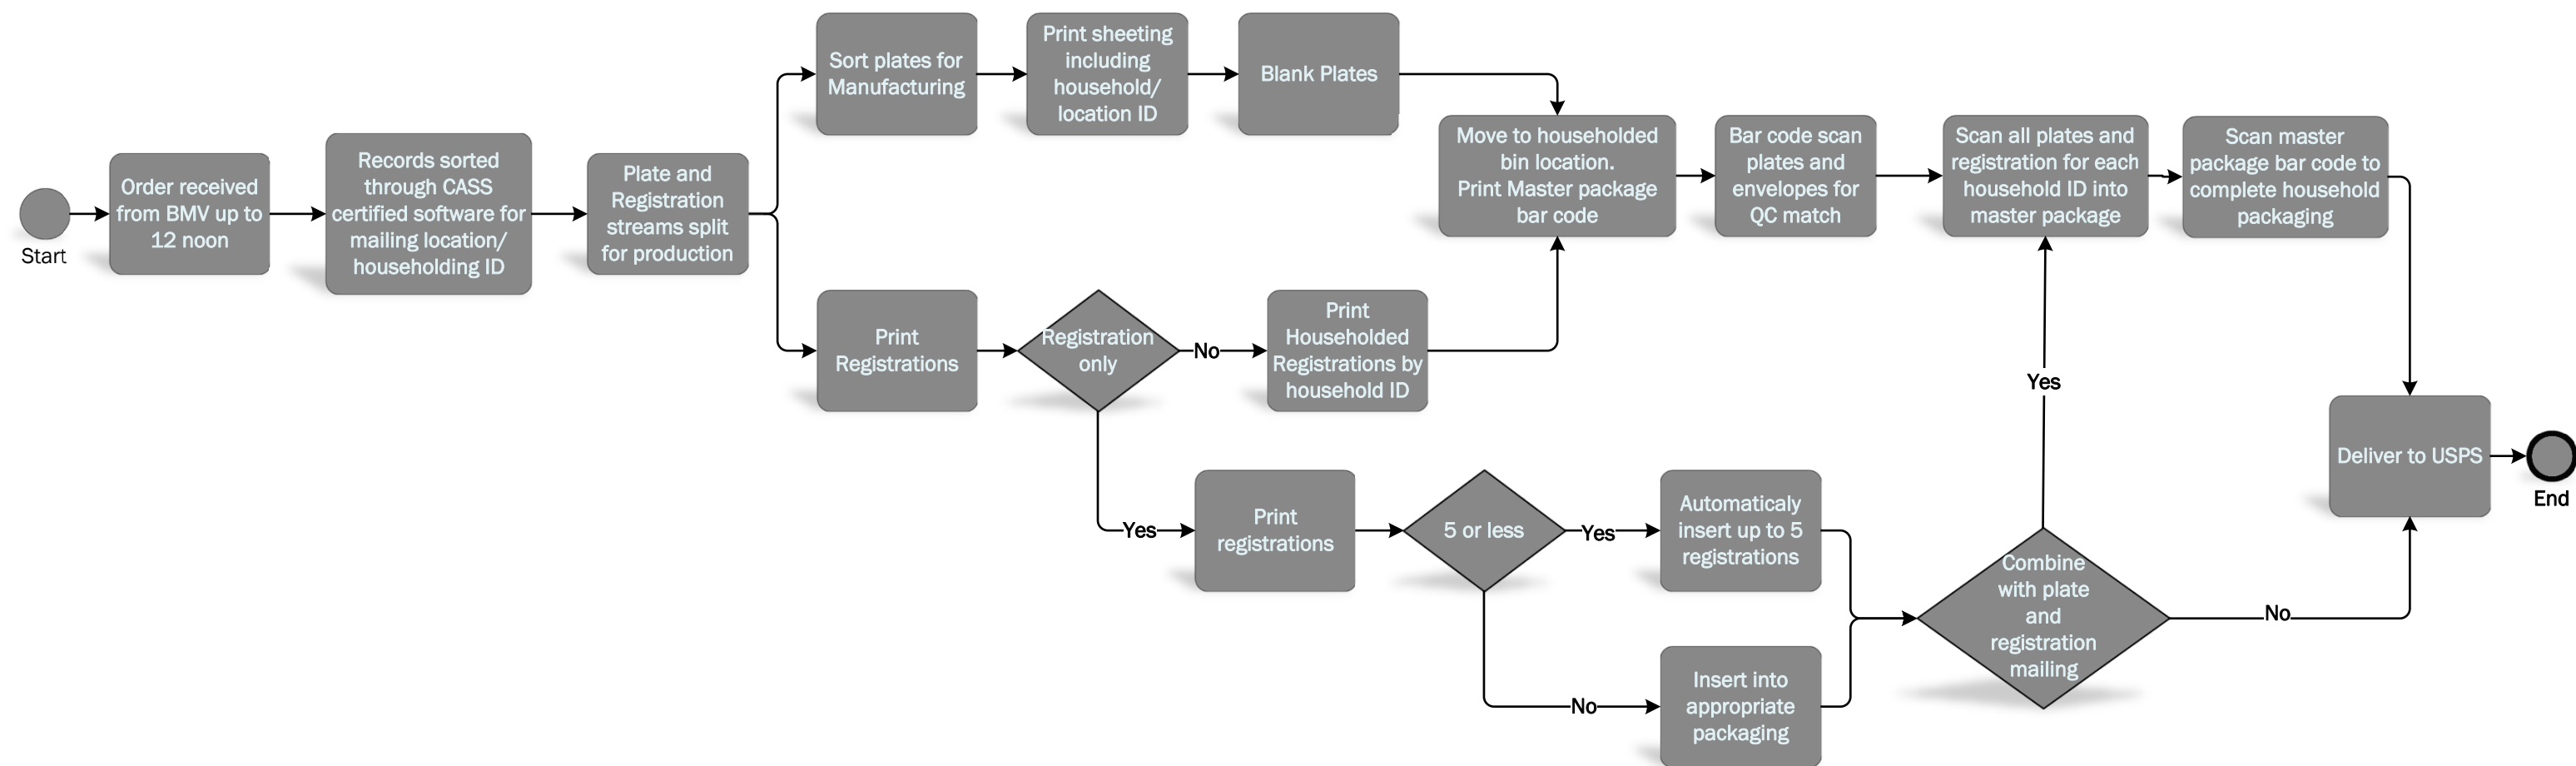 Start
Order received
from BMV up to
12 noon
Records sorted
through CASS
certified software for
mailing location/
householding ID
Plate and
Registration
streams split
for production
Sort plates for
Manufacturing
Print sheeting
including
household/
location ID
Blank Plates
Move to householded
bin location.
Print Master package
bar code
Bar code scan
plates and
envelopes for
QC match
Scan all plates and
registration for each
household ID into
master package
Scan master
package bar code to
complete household
packaging
Print
Registrations
Registration
only
No
Print
Householded
Registrations by
household ID
Yes
Print
registrations
5 or less
Yes
Automaticaly
insert up to 5
registrations
No
Insert into
appropriate
packaging
Combine
with plate
and
registration
mailing
Yes
No
Deliver to USPS
End